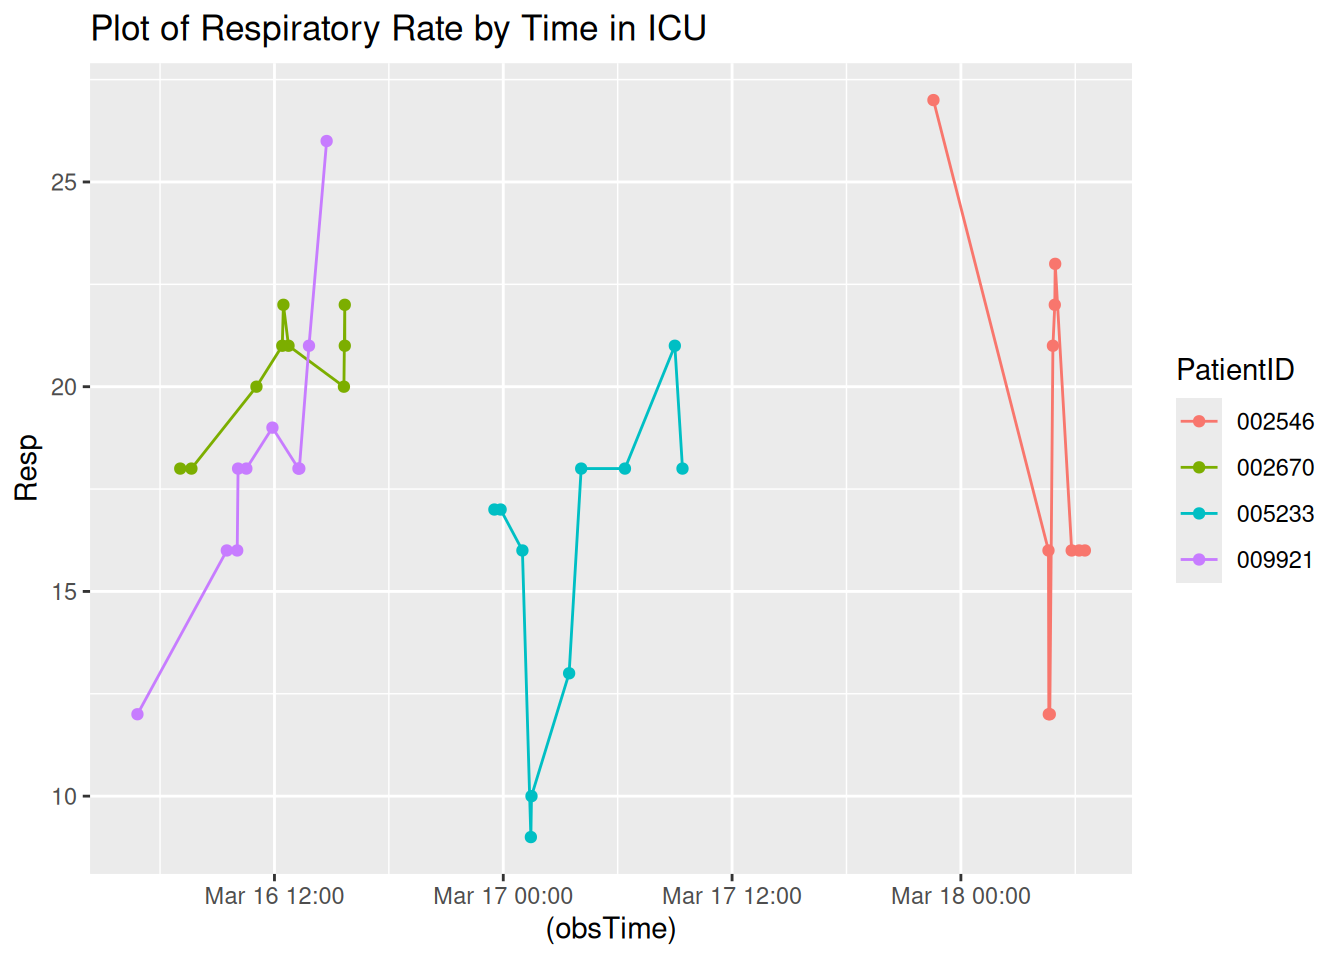 Plot of Respiratory Rate by Time in ICU
Resp
25
20
15
10
Mar 16 12:00
Mar 17 00:00
Mar 17 12:00
Mar 18 00:00
(obsTime)
PatientID
002546
002670
005233
009921